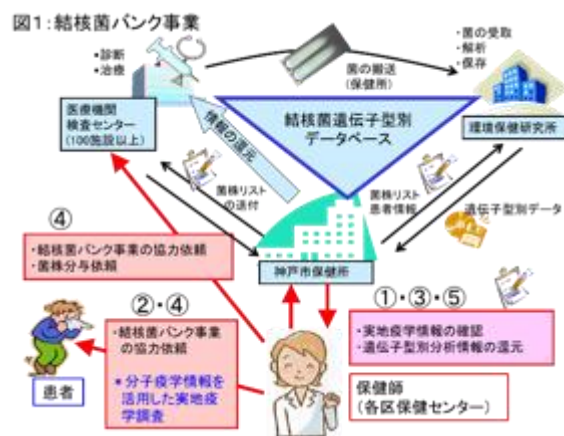 図1：結核菌バンク事業
・診断
・治療
菌の搬送
（保健所）
・菌の受取
・解析
・保存
医療機関
検査センター
（100施設以上）
情報の還元
結核菌遺伝子型別
データベース
環境保健研究所
菌株リスト
の送付
菌株リスト
患者情報
遺伝子型別データ
④
・結核菌バンク事業の協力依頼
・菌株分与依頼
神戸市保健所
②・④
①・③・⑤
・結核菌バンク事業
の協力依頼
＊分子疫学情報を
活用した実地疫
学調査
・実地疫学情報の確認
・遺伝子型別分析情報の還元
患者
保健師
（各区保健センター）